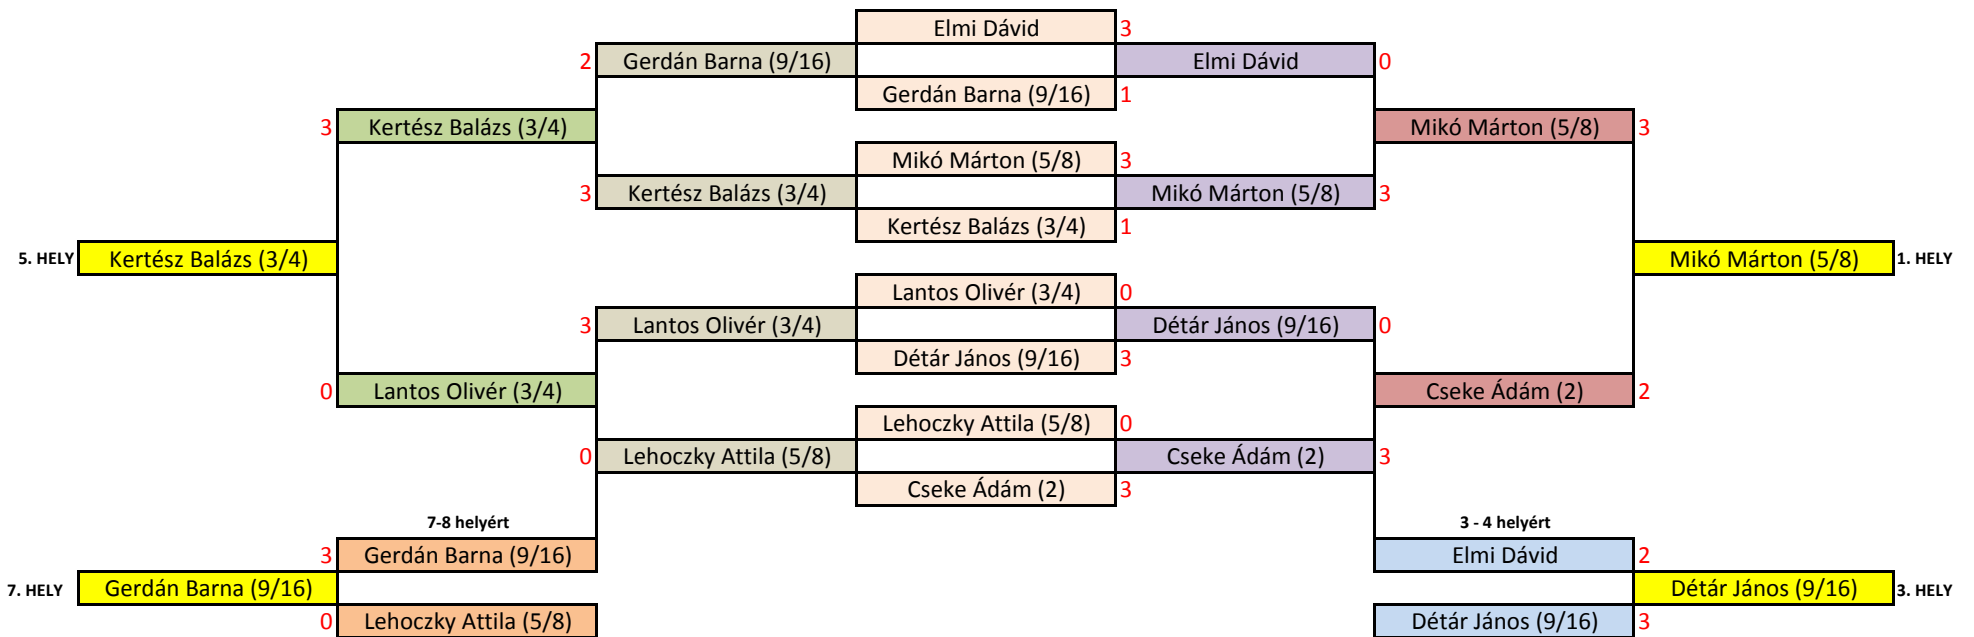 Elmi Dávid 3
2 Gerdán Barna (9/16) Elmi Dávid 0
Gerdán Barna (9/16) 1
3 Kertész Balázs (3/4) Mikó Márton (5/8) 3
Mikó Márton (5/8) 3
3 Kertész Balázs (3/4) Mikó Márton (5/8) 3
Kertész Balázs (3/4) 1
5. HELY Kertész Balázs (3/4) Mikó Márton (5/8) 1. HELY
Lantos Olivér (3/4) 0
3 Lantos Olivér (3/4) Détár János (9/16) 0
Détár János (9/16) 3
0 Lantos Olivér (3/4) Cseke Ádám (2) 2
Lehoczky Attila (5/8) 0
0 Lehoczky Attila (5/8) Cseke Ádám (2) 3
Cseke Ádám (2) 3
7-8 helyért 3 - 4 helyért
3 Gerdán Barna (9/16) Elmi Dávid 2
7. HELY Gerdán Barna (9/16) Détár János (9/16) 3. HELY
0 Lehoczky Attila (5/8) Détár János (9/16) 3